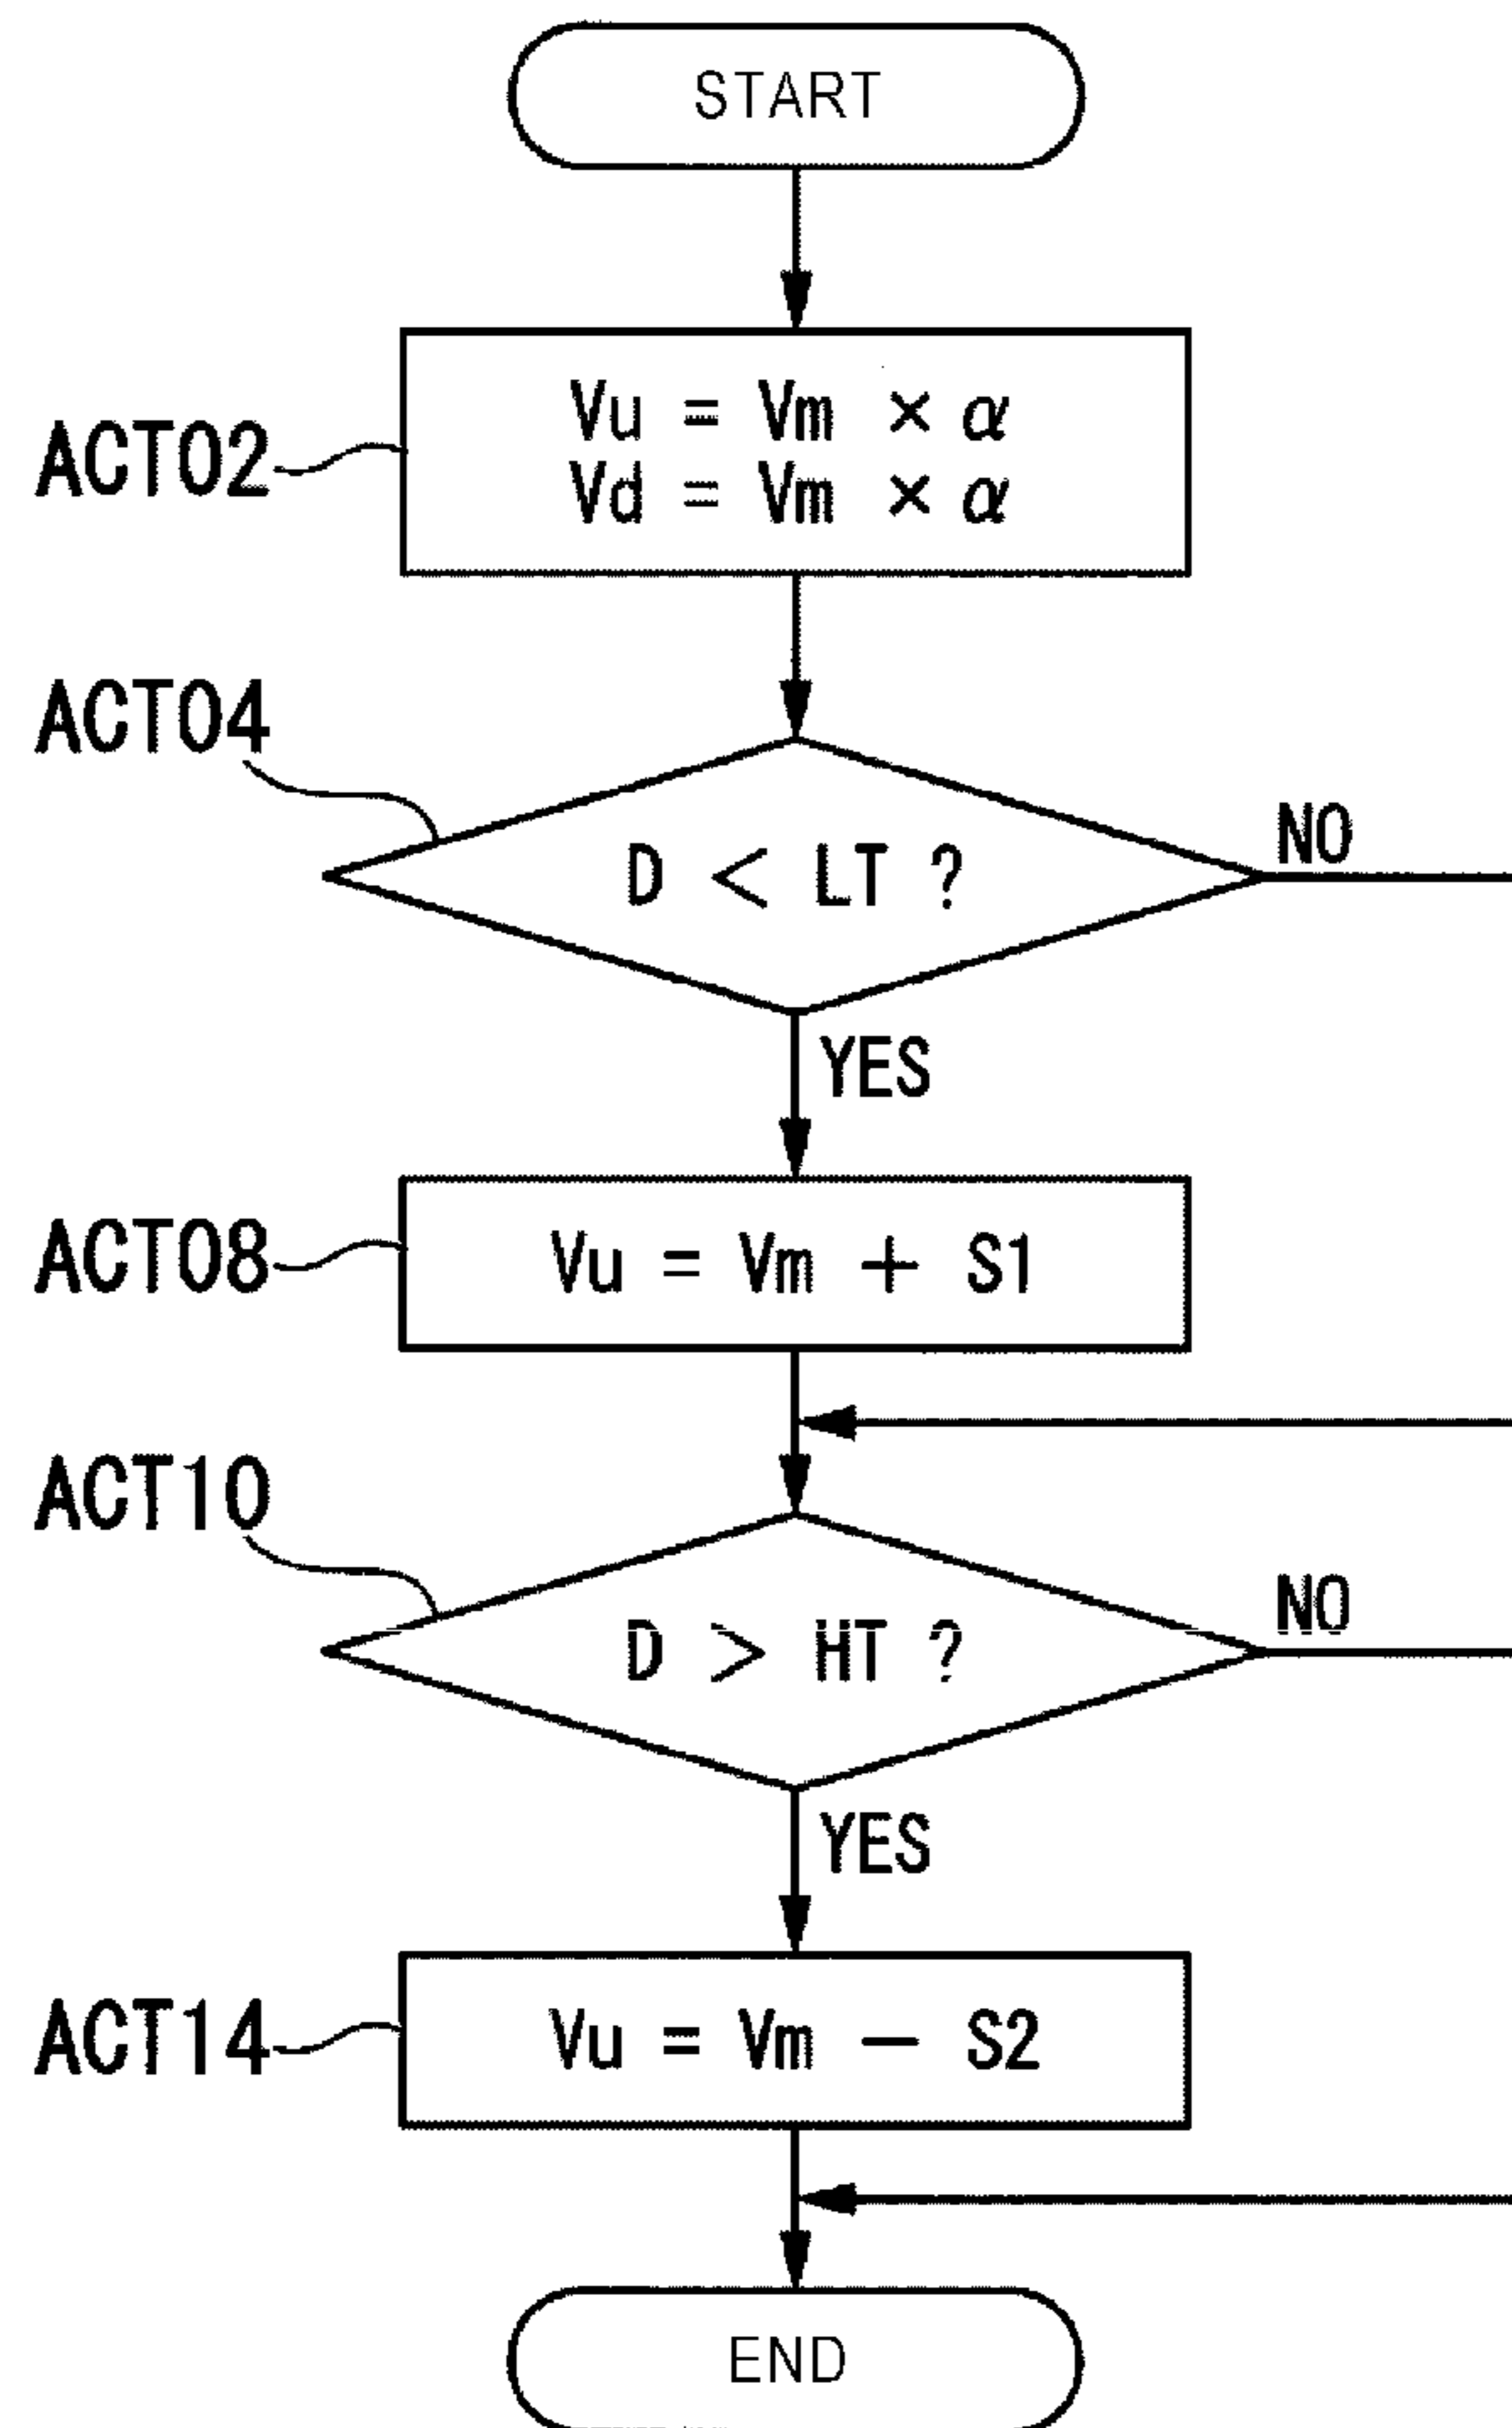 START
ACT02
Vu = Vm × α
Vd = Vm × α
ACT04
D < LT ?
NO
YES
ACT08
Vu = Vm + S1
ACT10
D > HT ?
NO
YES
ACT14
Vu = Vm − S2
END